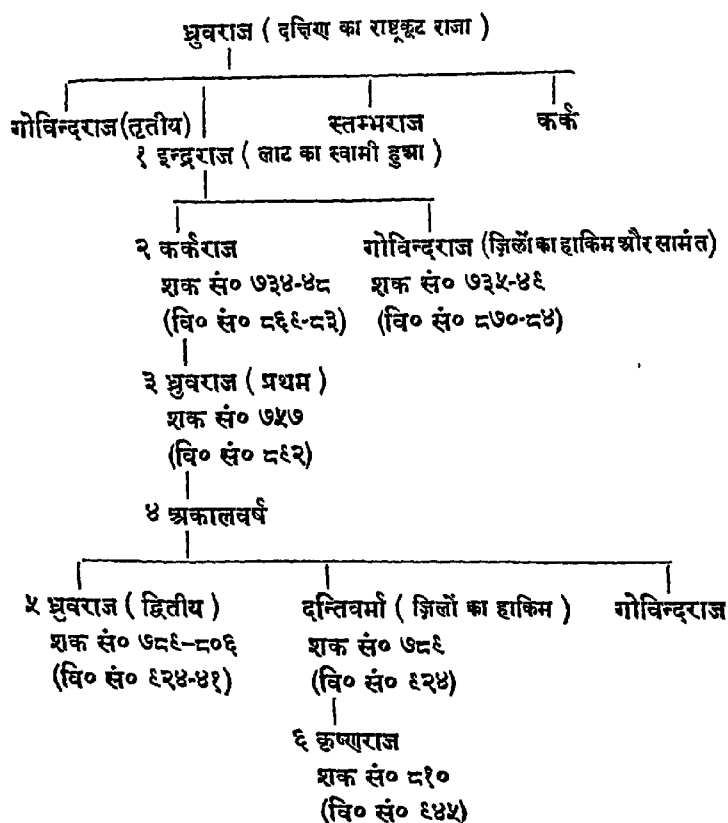 ध्रुवराज ( दक्षिण का राष्ट्रकूट राजा )
गोविन्दराज(तृतीय) स्तम्भराज कर्क
१ इन्द्रराज ( लाट का स्वामी हुआ )
२ कर्कराज गोविन्दराज (ज़िलों का हाकिम और सामंत)
शक सं० ७३४-४८ शक सं० ७३५-४९
(वि० सं० ८६९-८३) (वि० सं० ८७०-८४)
३ ध्रुवराज ( प्रथम )
शक सं० ७५७
(वि० सं० ८९२)
४ अकालवर्ष
५ ध्रुवराज ( द्वितीय ) दन्तिवर्मा ( ज़िलों का हाकिम ) गोविन्दराज
शक सं० ७८९–८०६ शक सं० ७८९
(वि० सं० ९२४-४१) (वि० सं० ९२४)
६ कृष्णराज
शक सं० ८१०
(वि० सं० ९४५)